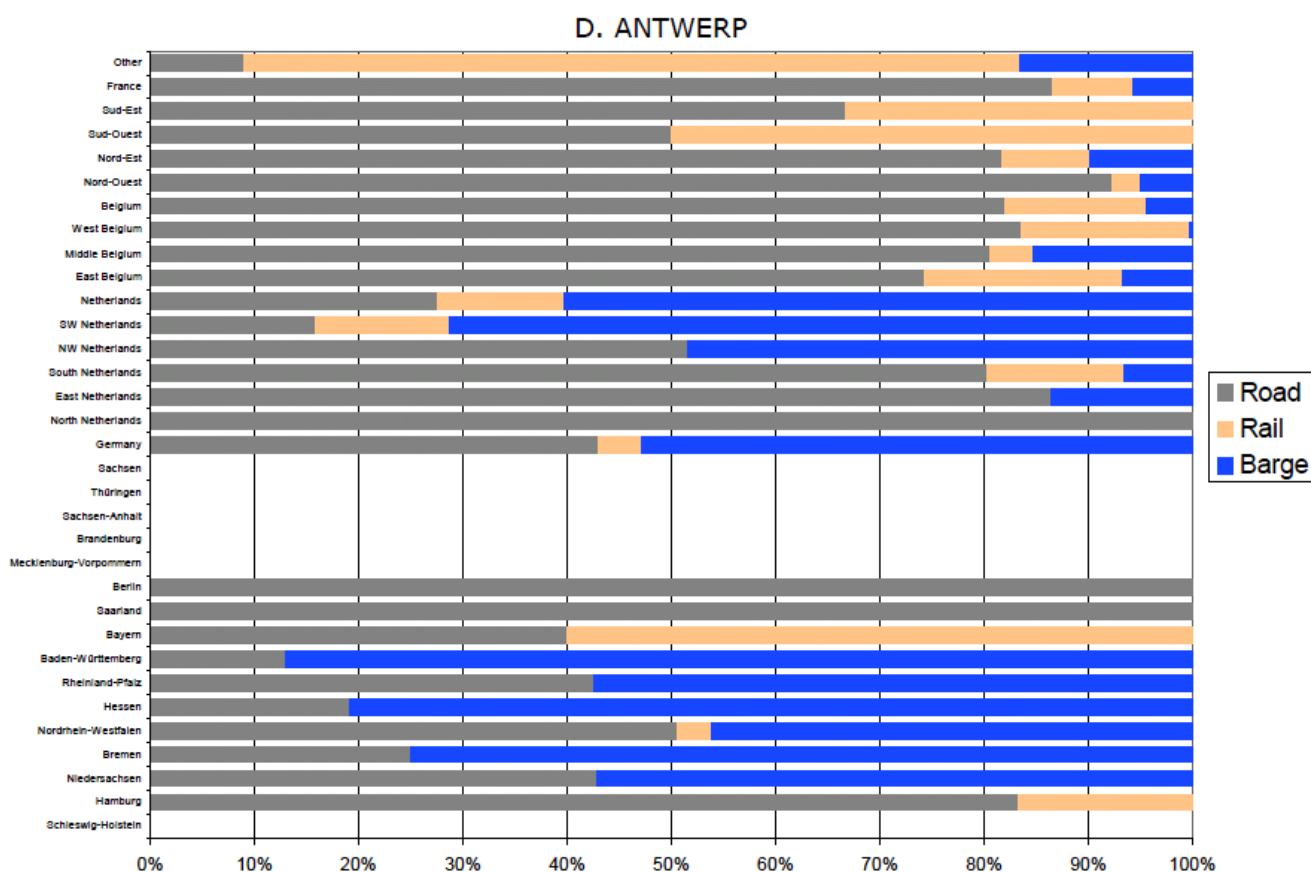 D. ANTWERP
Other
France
Sud-Est
Sud-Ouest
Nord-Est
Nord-Ouest
Belgium
West Belgium
Middle Belgium
East Belgium
Netherlands
SW Netherlands
NW Netherlands
South Netherlands
East Netherlands
North Netherlands
Germany
Sachsen
Thüringen
Sachsen-Anhalt
Brandenburg
Mecklenburg-Vorpommern
Berlin
Saarland
Bayern
Baden-Württemberg
Rheinland-Pfalz
Hessen
Nordrhein-Westfalen
Bremen
Niedersachsen
Hamburg
Schleswig-Holstein
0% 10% 20% 30% 40% 50% 60% 70% 80% 90% 100%
Road
Rail
Barge